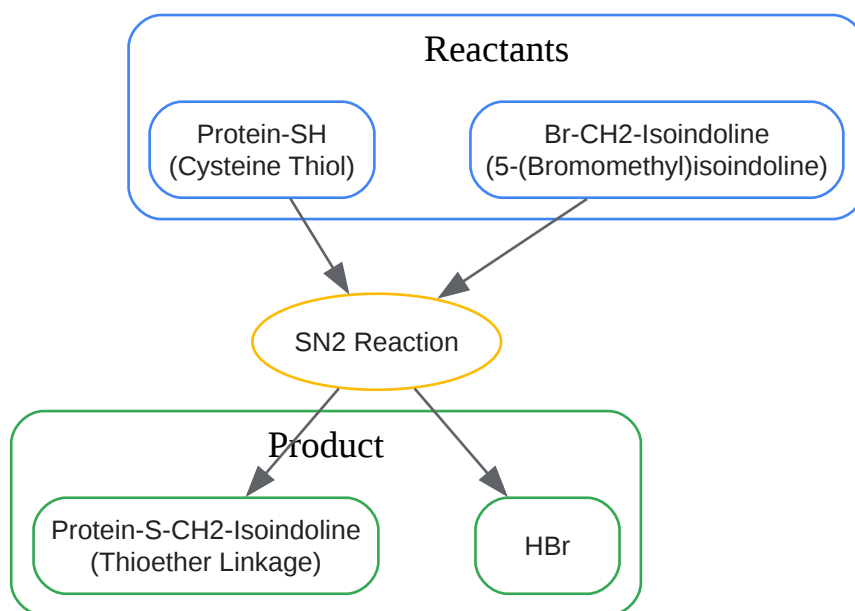 Reactants
Protein-SH
(Cysteine Thiol)
Br-CH2-Isoindoline
(5-(Bromomethyl)isoindoline)
SN2 Reaction
Product
Protein-S-CH2-Isoindoline
(Thioether Linkage)
HBr